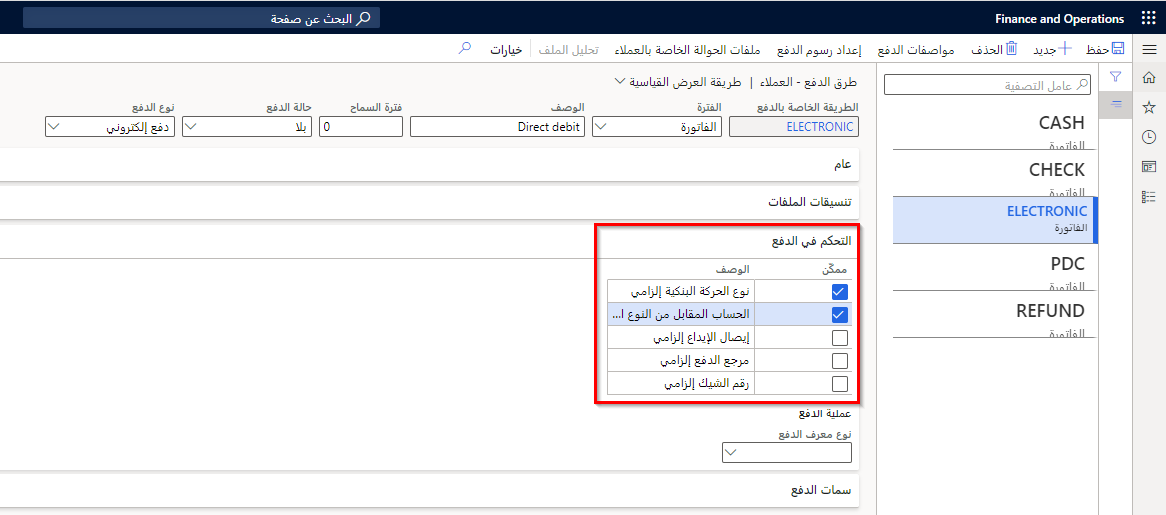 Finance and Operations
البحث عن صفحة
حفظ
جديد
الحذف
مواصفات الدفع
إعداد رسوم الدفع
ملفات الحوالة الخاصة بالعملاء
تحليل الملف
خيارات
عامل التصفية
CASH
الفاتورة
CHECK
الفاتورة
ELECTRONIC
الفاتورة
PDC
الفاتورة
REFUND
الفاتورة
طرق الدفع - العملاء | طريقة العرض القياسية
الطريقة الخاصة بالدفع
ELECTRONIC
الفترة
الفاتورة
الوصف
Direct debit
فترة السماح
0
حالة الدفع
بلا
نوع الدفع
دفع إلكتروني
عام
تنسيقات الملفات
التحكم في الدفع
ممكّن الوصف
نوع الحركة البنكية إلزامي
الحساب المقابل من النوع ا...
إيصال الإيداع إلزامي
مرجع الدفع إلزامي
رقم الشيك إلزامي
عملية الدفع
نوع معرف الدفع
سمات الدفع